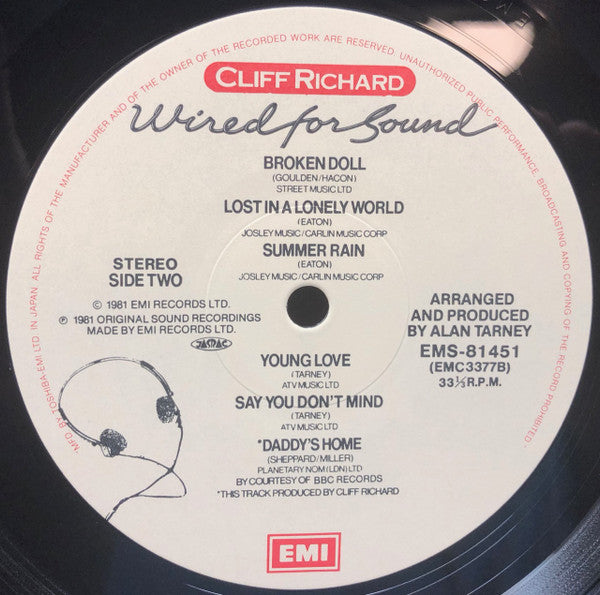 MFD BY TOSHIBA-EMI LTD. IN JAPAN. ALL RIGHTS OF THE MANUFACTURER AND OF THE OWNER OF THE RECORDED WORK ARE RESERVED. UNAUTHORIZED PUBLIC PERFORMANCE, BROADCASTING AND COPYING OF THE RECORD PROHIBITED.
CLIFF RICHARD
Wired for Sound
BROKEN DOLL
(GOULDEN/HACON)
STREET MUSIC LTD
LOST IN A LONELY WORLD
(EATON)
JOSLEY MUSIC/CARLIN MUSIC CORP
SUMMER RAIN
(EATON)
JOSLEY MUSIC/CARLIN MUSIC CORP
STEREO
SIDE TWO
© 1981 EMI RECORDS LTD.
℗ 1981 ORIGINAL SOUND RECORDINGS
MADE BY EMI RECORDS LTD.
JASRAC
ARRANGED
AND PRODUCED
BY ALAN TARNEY
EMS-81451
(EMC3377B)
33⅓R.P.M.
YOUNG LOVE
(TARNEY)
ATV MUSIC LTD
SAY YOU DON'T MIND
(TARNEY)
ATV MUSIC LTD
*DADDY'S HOME
(SHEPPARD/MILLER)
PLANETARY NOM (LDN) LTD
BY COURTESY OF BBC RECORDS
*THIS TRACK PRODUCED BY CLIFF RICHARD
EMI